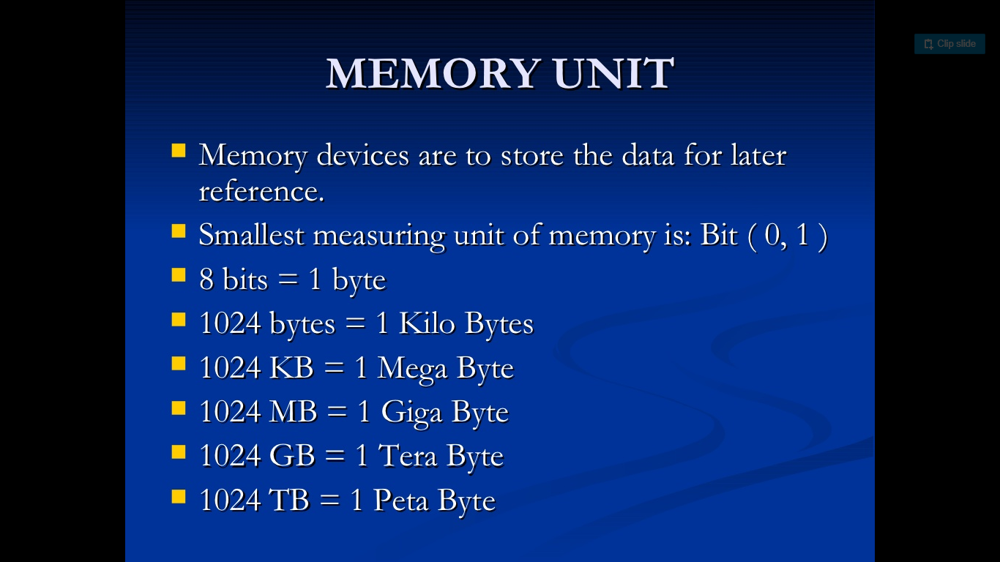 Clip slide
MEMORY UNIT
Memory devices are to store the data for later
reference.
Smallest measuring unit of memory is: Bit ( 0, 1 )
8 bits = 1 byte
1024 bytes = 1 Kilo Bytes
1024 KB = 1 Mega Byte
1024 MB = 1 Giga Byte
1024 GB = 1 Tera Byte
1024 TB = 1 Peta Byte